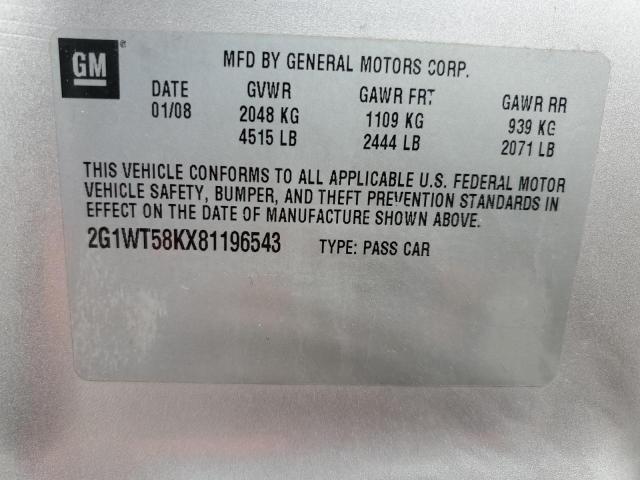 GM
MFD BY GENERAL MOTORS CORP.
DATE GVWR GAWR FRT GAWR RR
01/08 2048 KG 1109 KG 939 KG
4515 LB 2444 LB 2071 LB
THIS VEHICLE CONFORMS TO ALL APPLICABLE U.S. FEDERAL MOTOR
VEHICLE SAFETY, BUMPER, AND THEFT PREVENTION STANDARDS IN
EFFECT ON THE DATE OF MANUFACTURE SHOWN ABOVE.
2G1WT58KX81196543 TYPE: PASS CAR